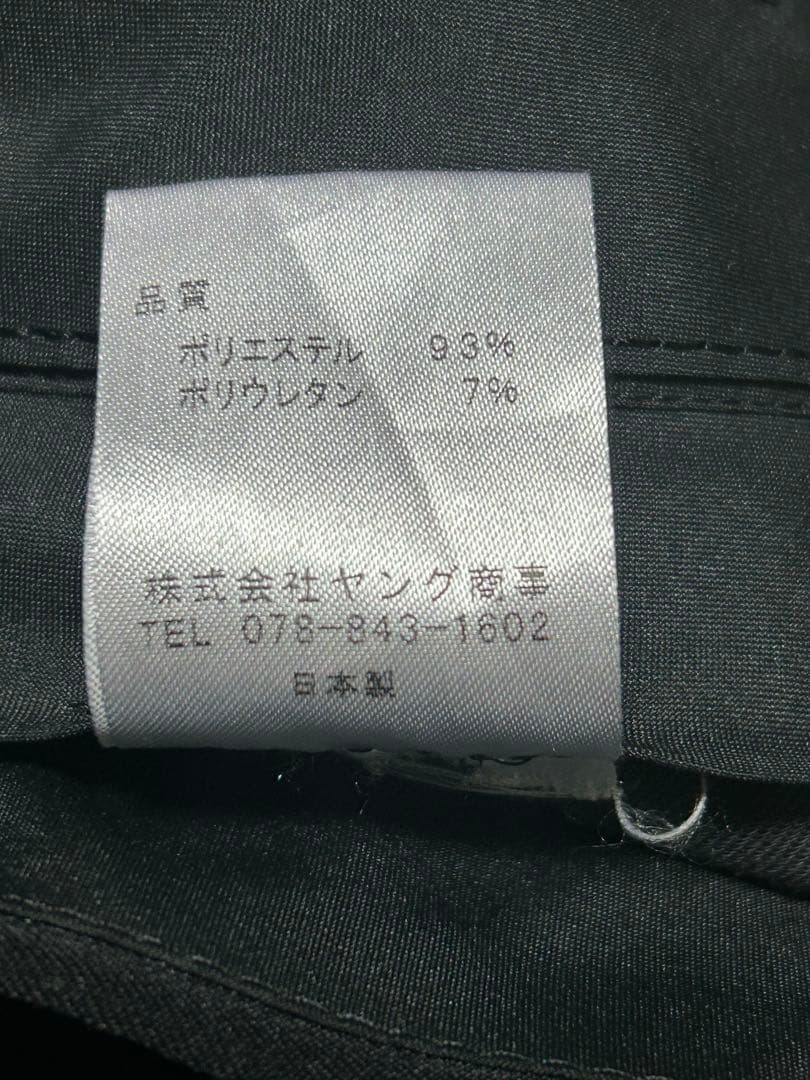 品質
ポリエステル 93%
ポリウレタン 7%
株式会社ヤング商事
TEL 078-843-1602
日本製